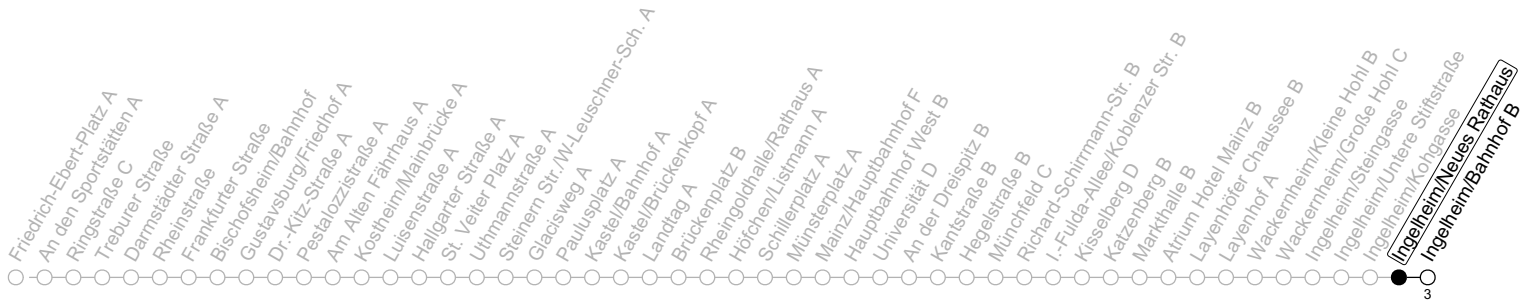 Friedrich-Ebert-Platz A
An den Sportstätten A
Ringstraße C
Treburer Straße
Darmstädter Straße A
Rheinstraße
Frankfurter Straße
Bischofsheim/Bahnhof
Gustavsburg/Friedhof A
Dr.-Kitz-Straße A
Pestalozzistraße A
Am Alten Fährhaus A
Kostheim/Mainbrücke A
Luisenstraße A
Hallgarter Straße A
St. Veiter Platz A
Uthmannstraße A
Steinern Str./W-Leuschner-Sch. A
Glacisweg A
Paulusplatz A
Kastel/Bahnhof A
Kastel/Brückenkopf A
Landtag A
Brückenplatz B
Rheingoldhalle/Rathaus A
Höfchen/Listmann A
Schillerplatz A
Münsterplatz A
Mainz/Hauptbahnhof F
Hauptbahnhof West B
Universität D
An der Dreispitz B
Kantstraße B
Hegelstraße B
Münchfeld C
Richard-Schirrmann-Str. B
I.-Fulda-Allee/Koblenzer Str. B
Kisselberg D
Katzenberg B
Markthalle B
Atrium Hotel Mainz B
Layenhöfer Chaussee B
Layenhof A
Wackernheim/Kleine Hohl B
Wackernheim/Große Hohl C
Ingelheim/Steingasse
Ingelheim/Untere Stiftstraße
Ingelheim/Rohgasse
Ingelheim/Neues Rathaus
Ingelheim/Bahnhof B
3